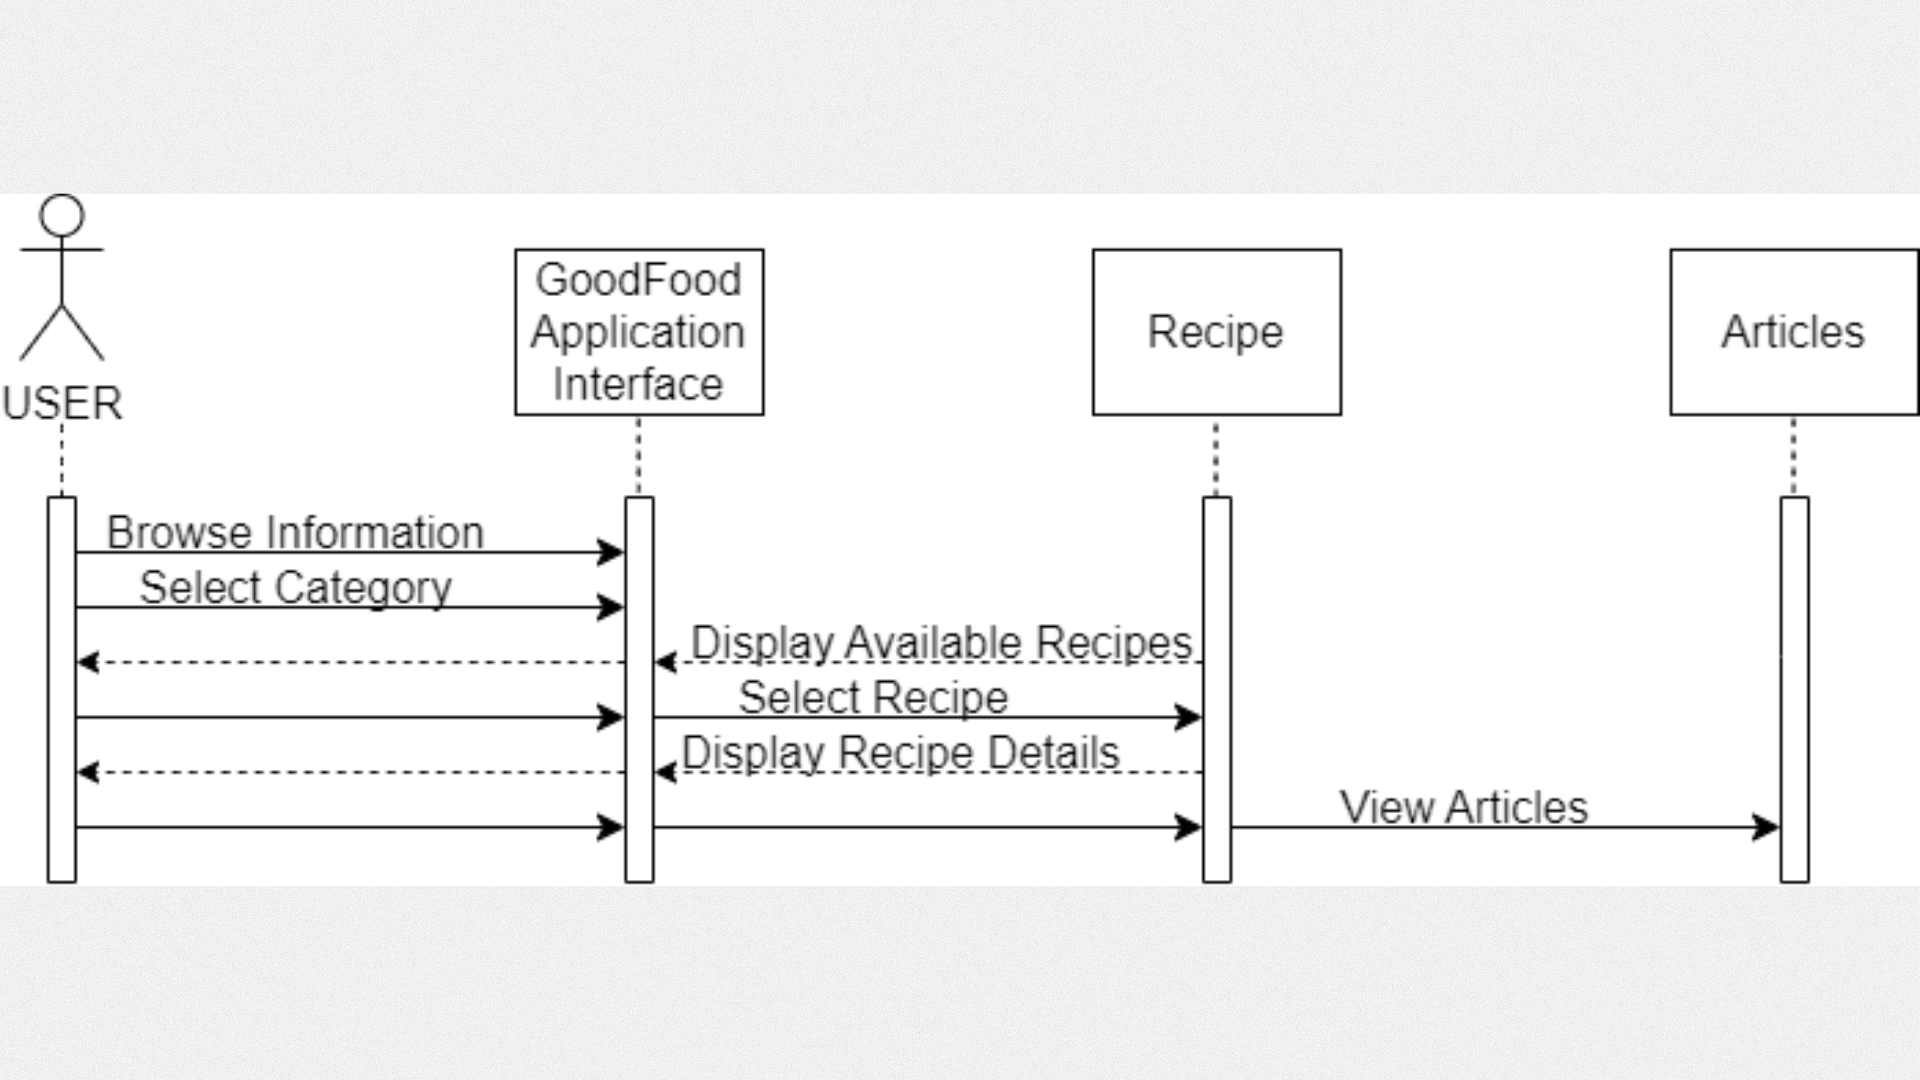 USER
GoodFood
Application
Interface
Recipe
Articles
Browse Information
Select Category
Display Available Recipes
Select Recipe
Display Recipe Details
View Articles